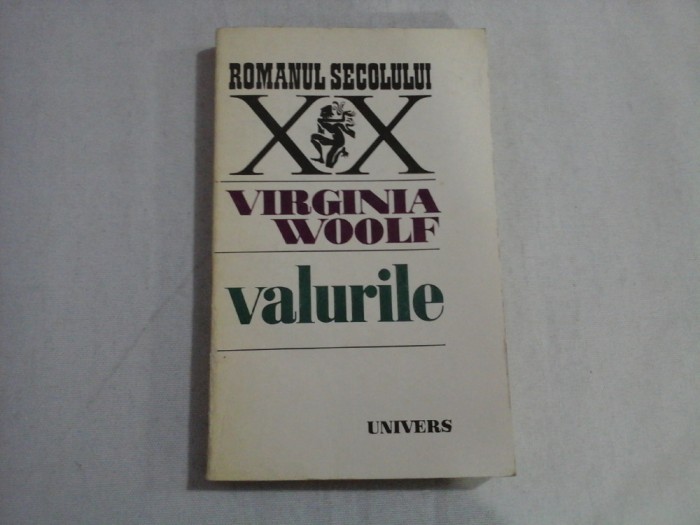 ROMANUL SECOLULUI
XX
VIRGINIA
WOOLF
valurile
UNIVERS